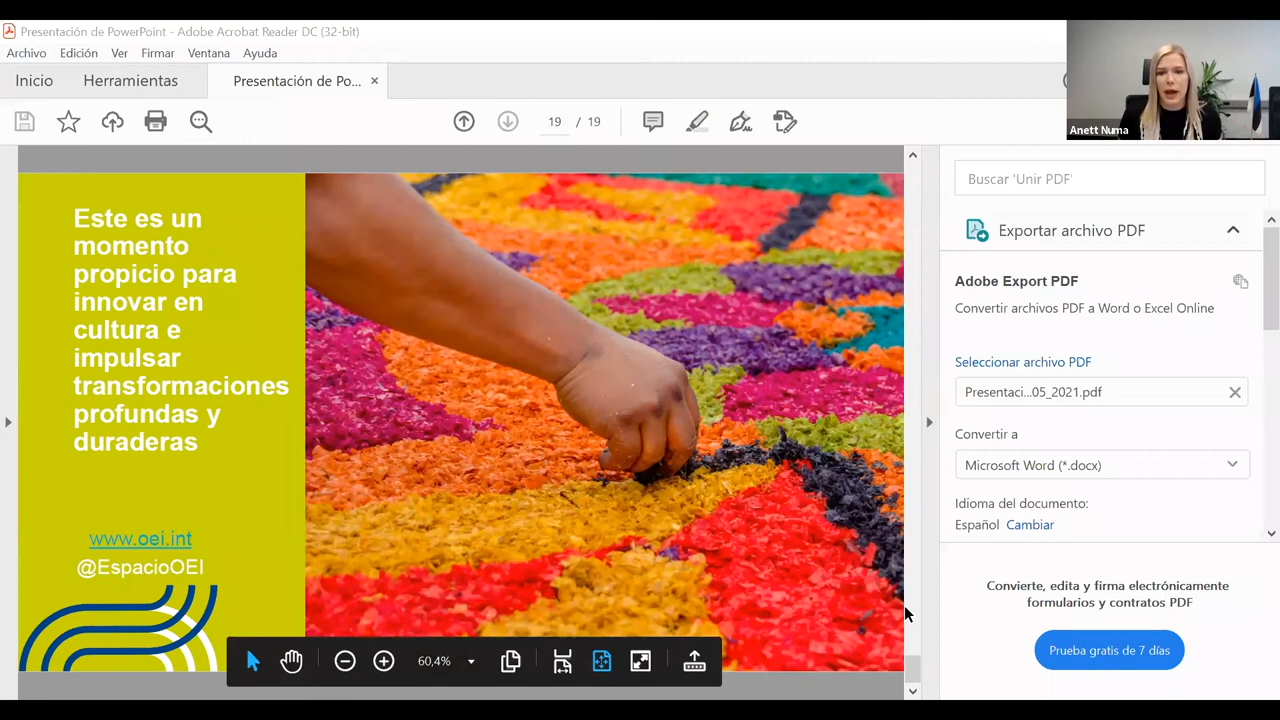 Presentación de PowerPoint - Adobe Acrobat Reader DC (32-bit)
Archivo Edición Ver Firmar Ventana Ayuda
Inicio Herramientas Presentación de Po...
19 / 19
Anett Numa
Este es un
momento
propicio para
innovar en
cultura e
impulsar
transformaciones
profundas y
duraderas
www.oei.int
@EspacioOEI
60,4%
Buscar 'Unir PDF'
Exportar archivo PDF
Adobe Export PDF
Convertir archivos PDF a Word o Excel Online
Seleccionar archivo PDF
Presentaci...05_2021.pdf
Convertir a
Microsoft Word (*.docx)
Idioma del documento:
Español Cambiar
Convierte, edita y firma electrónicamente
formularios y contratos PDF
Prueba gratis de 7 días